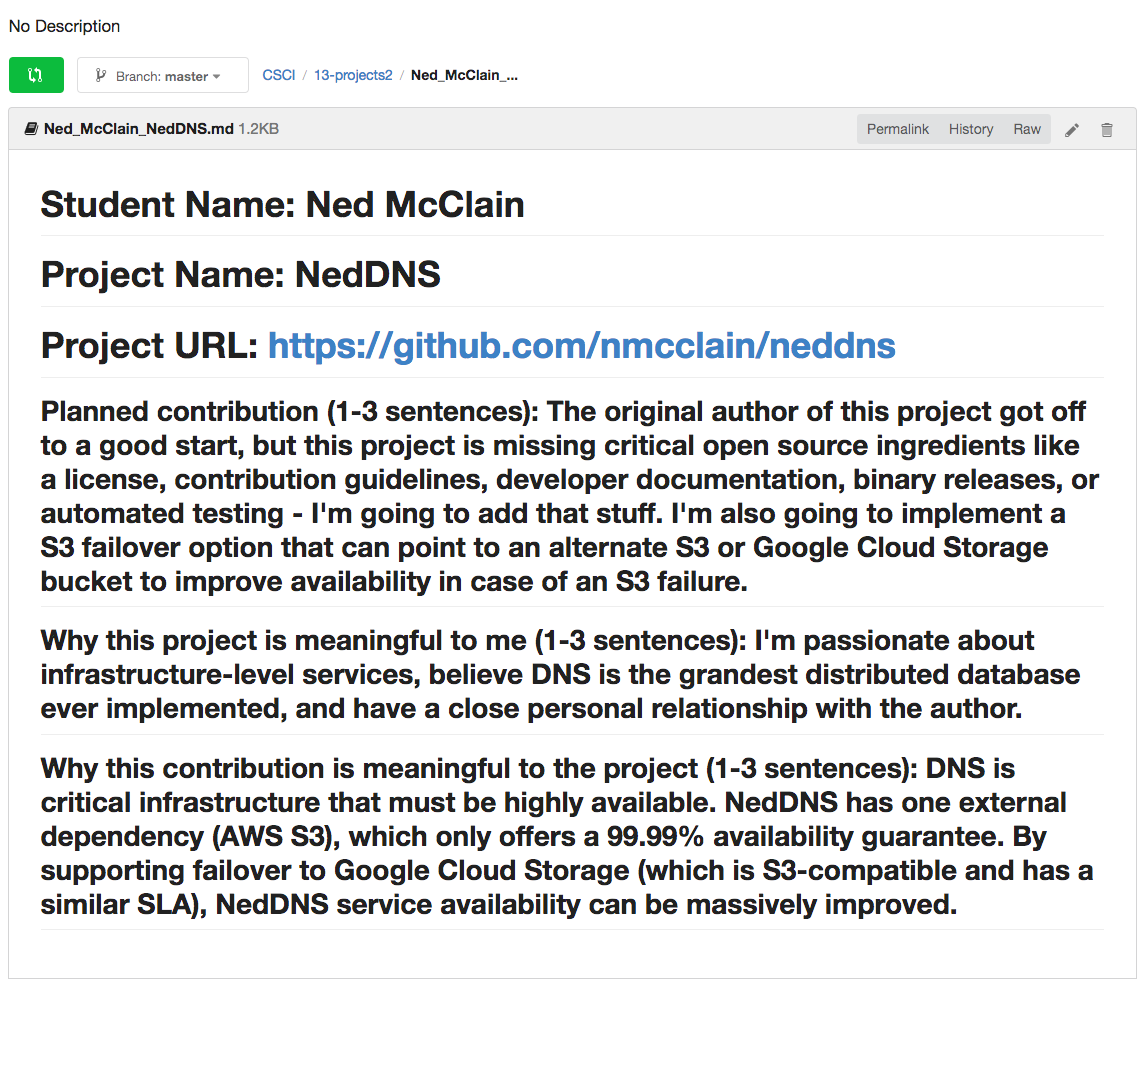 No Description
Branch: master
CSCI / 13-projects2 / Ned_McClain_...
Ned_McClain_NedDNS.md 1.2KB
Permalink History Raw
Student Name: Ned McClain
Project Name: NedDNS
Project URL: https://github.com/nmcclain/neddns
Planned contribution (1-3 sentences): The original author of this project got off
to a good start, but this project is missing critical open source ingredients like
a license, contribution guidelines, developer documentation, binary releases, or
automated testing - I'm going to add that stuff. I'm also going to implement a
S3 failover option that can point to an alternate S3 or Google Cloud Storage
bucket to improve availability in case of an S3 failure.
Why this project is meaningful to me (1-3 sentences): I'm passionate about
infrastructure-level services, believe DNS is the grandest distributed database
ever implemented, and have a close personal relationship with the author.
Why this contribution is meaningful to the project (1-3 sentences): DNS is
critical infrastructure that must be highly available. NedDNS has one external
dependency (AWS S3), which only offers a 99.99% availability guarantee. By
supporting failover to Google Cloud Storage (which is S3-compatible and has a
similar SLA), NedDNS service availability can be massively improved.